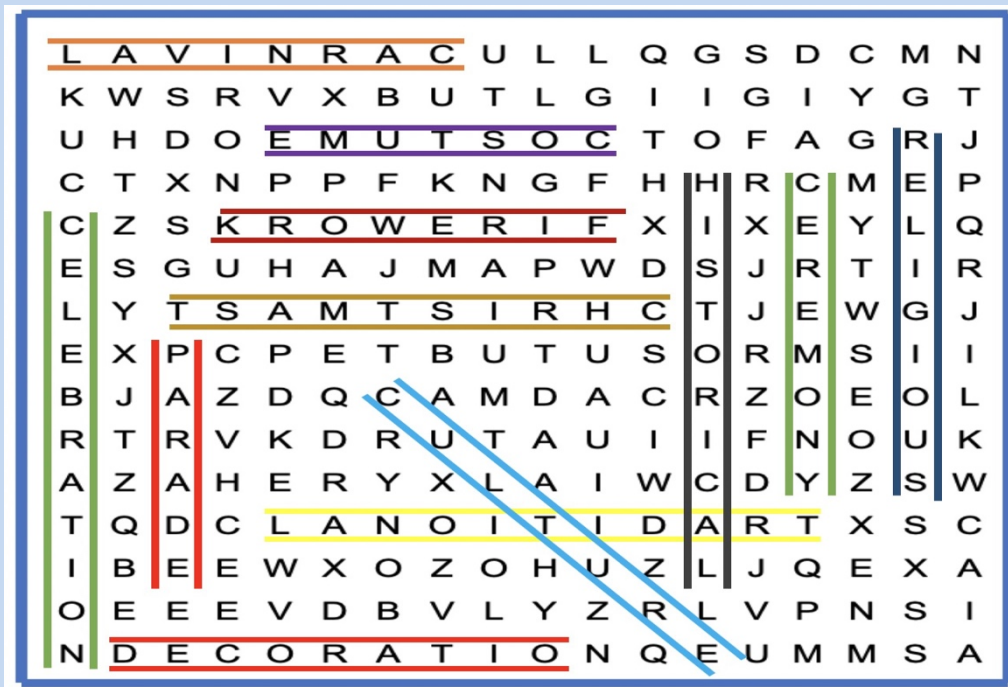 L A V I N R A C U L L Q G S D C M N
K W S R V X B U T L G I I G I Y G T
U H D O E M U T S O C T O F A G R J
C T X N P P F K N G F H H R C M E P
C Z S K R O W E R I F X I X E Y L Q
E S G U H A J M A P W D S J R T I R
L Y T S A M T S I R H C T J E W G J
E X P C P E T B U T U S O R M S I I
B J A Z D Q C A M D A C R Z O E O L
R T R V K D R U T A U I I F N O U K
A Z A H E R Y X L A I W C D Y Z S W
T Q D C L A N O I T I D A R T X S C
I B E E W X O Z O H U Z L J Q E X A
O E E E V D B V L Y Z R L V P N S I
N D E C O R A T I O N Q E U M M S A